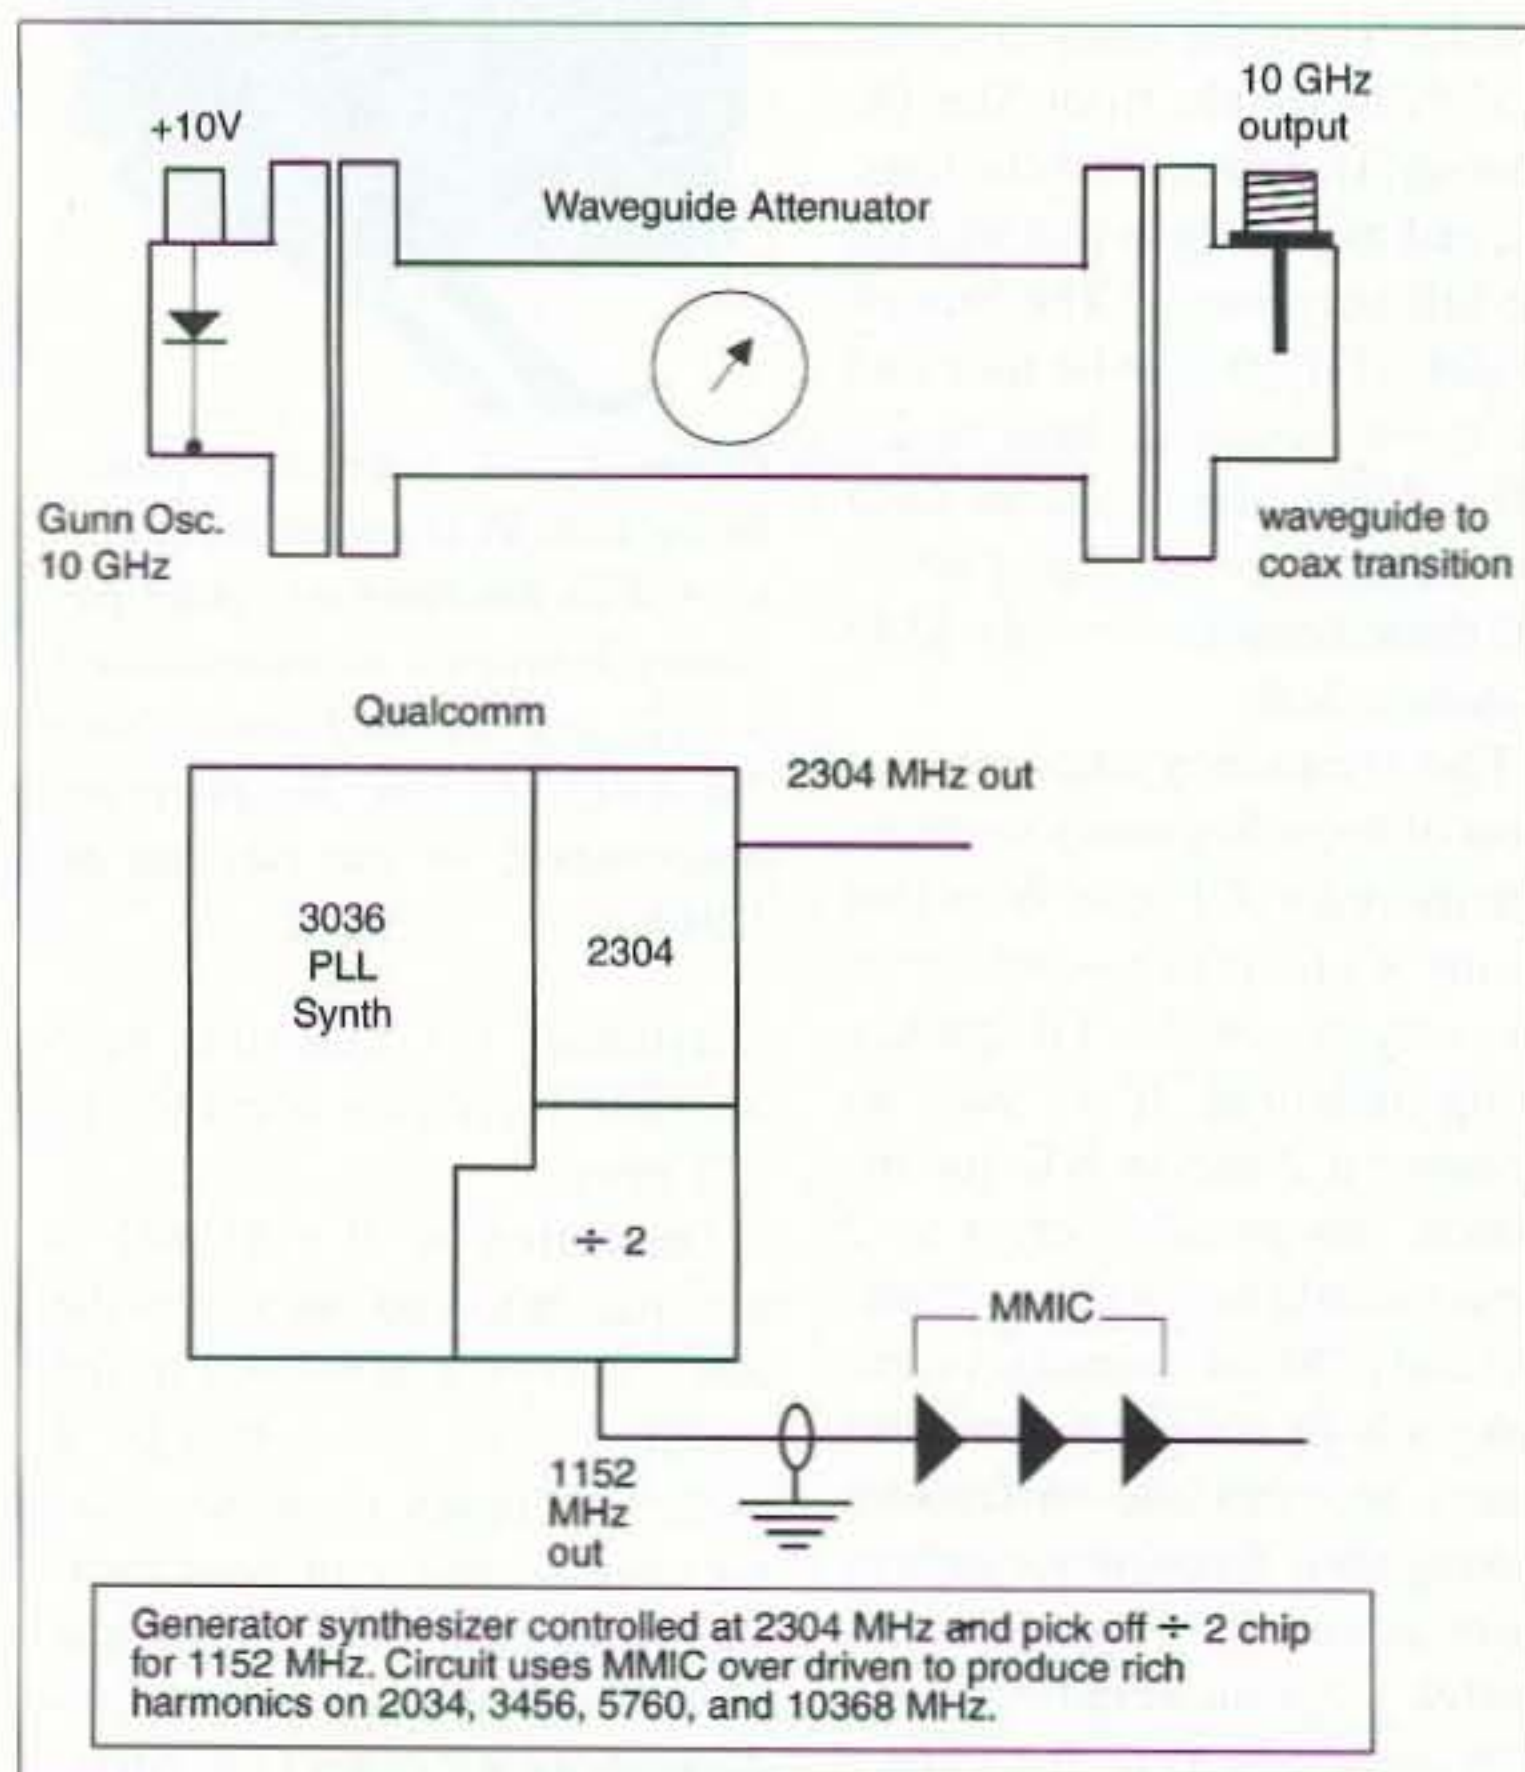 +10V
10 GHz
output
Waveguide Attenuator
Gunn Osc.
10 GHz
waveguide to
coax transition
Qualcomm
2304 MHz out
3036
PLL
Synth
2304
÷ 2
MMIC
1152
MHz
out
Generator synthesizer controlled at 2304 MHz and pick off ÷ 2 chip
for 1152 MHz. Circuit uses MMIC over driven to produce rich
harmonics on 2034, 3456, 5760, and 10368 MHz.